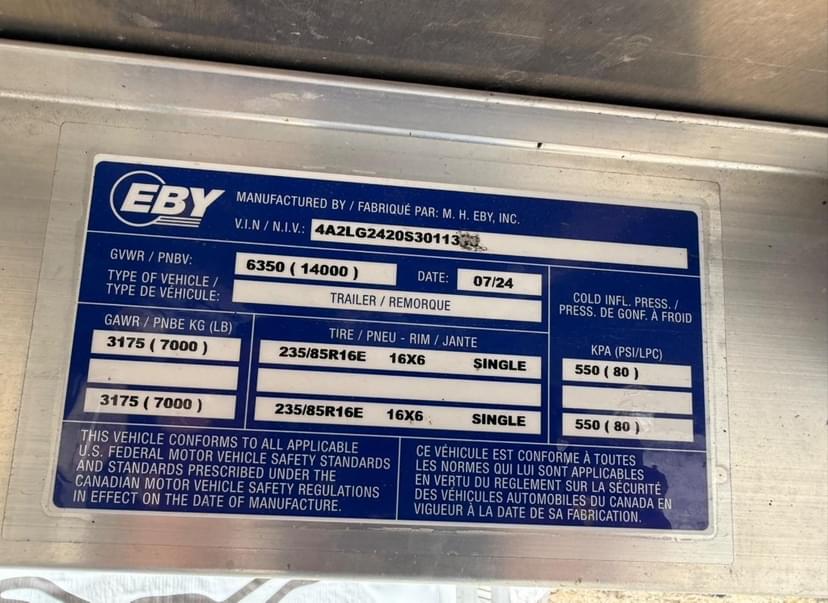 EBY
MANUFACTURED BY / FABRIQUÉ PAR: M. H. EBY, INC.
V.I.N / N.I.V.:
GVWR / PNBV: 6350 ( 14000 ) DATE: 07/24
TYPE OF VEHICLE /
TYPE DE VÉHICULE: TRAILER / REMORQUE
COLD INFL. PRESS. /
PRESS. DE GONF. À FROID
GAWR / PNBE KG (LB) TIRE / PNEU - RIM / JANTE KPA (PSI/LPC)
3175 ( 7000 ) 235/85R16E 16X6 SINGLE 550 ( 80 )
3175 ( 7000 ) 235/85R16E 16X6 SINGLE 550 ( 80 )
THIS VEHICLE CONFORMS TO ALL APPLICABLE
U.S. FEDERAL MOTOR VEHICLE SAFETY STANDARDS
AND STANDARDS PRESCRIBED UNDER THE
CANADIAN MOTOR VEHICLE SAFETY REGULATIONS
IN EFFECT ON THE DATE OF MANUFACTURE.
CE VÉHICULE EST CONFORME À TOUTES
LES NORMES QUI LUI SONT APPLICABLES
EN VERTU DU REGLEMENT SUR LA SÉCURITÉ
DES VÉHICULES AUTOMOBILES DU CANADA EN
VIGUEUR À LA DATE DE SA FABRICATION.